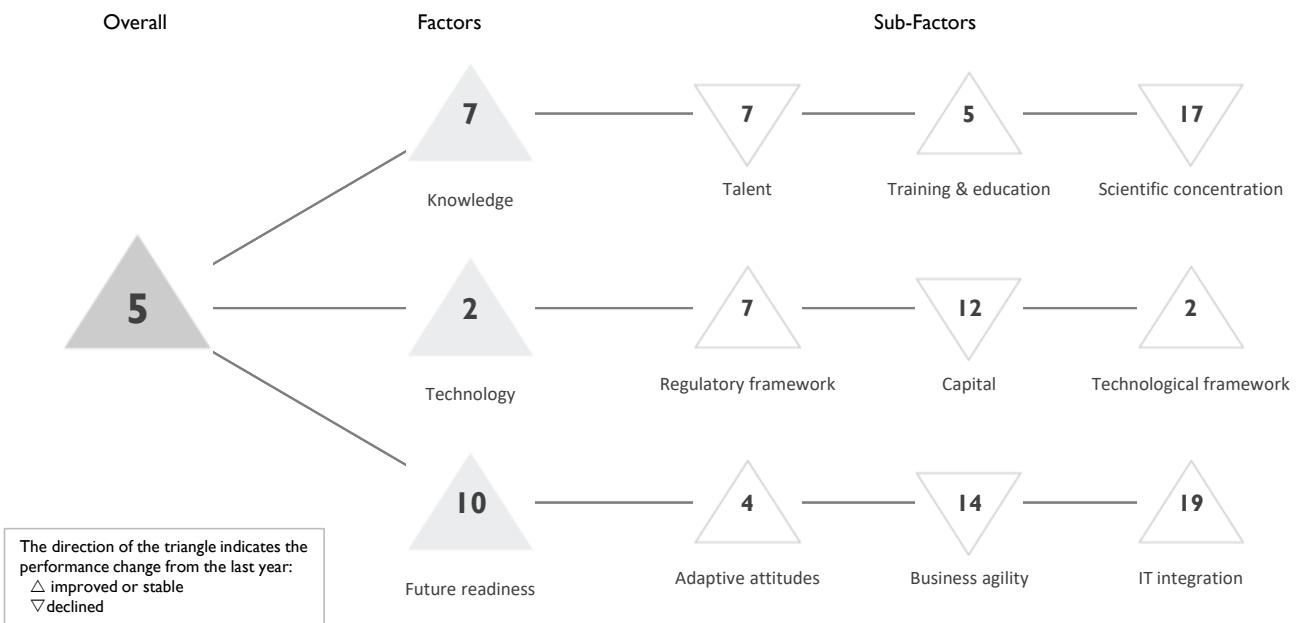 Overall Factors Sub-Factors
7 7 5 17
Knowledge Talent Training & education Scientific concentration
5 2 7 12 2
Technology Regulatory framework Capital Technological framework
10 4 14 19
Future readiness Adaptive attitudes Business agility IT integration
The direction of the triangle indicates the
performance change from the last year:
△ improved or stable
▽ declined